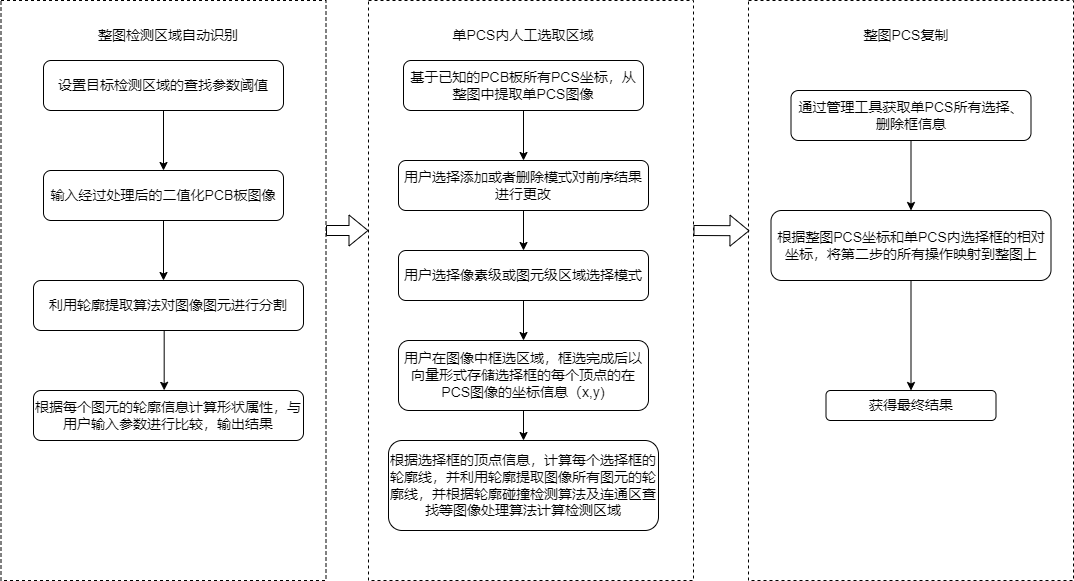 整图检测区域自动识别
设置目标检测区域的查找参数阈值
输入经过处理后的二值化PCB板图像
利用轮廓提取算法对图像图元进行分割
根据每个图元的轮廓信息计算形状属性，与
用户输入参数进行比较，输出结果
单PCS内人工选取区域
基于已知的PCB板所有PCS坐标，从
整图中提取单PCS图像
用户选择添加或者删除模式对前序结果
进行更改
用户选择像素级或图元级区域选择模式
用户在图像中框选区域，框选完成后以
向量形式存储选择框的每个顶点的在
PCS图像的坐标信息（x,y)
根据选择框的顶点信息，计算每个选择框的
轮廓线，并利用轮廓提取图像所有图元的轮
廓线，并根据轮廓碰撞检测算法及连通区查
找等图像处理算法计算检测区域
整图PCS复制
通过管理工具获取单PCS所有选择、
删除框信息
根据整图PCS坐标和单PCS内选择框的相对
坐标，将第二步的所有操作映射到整图上
获得最终结果